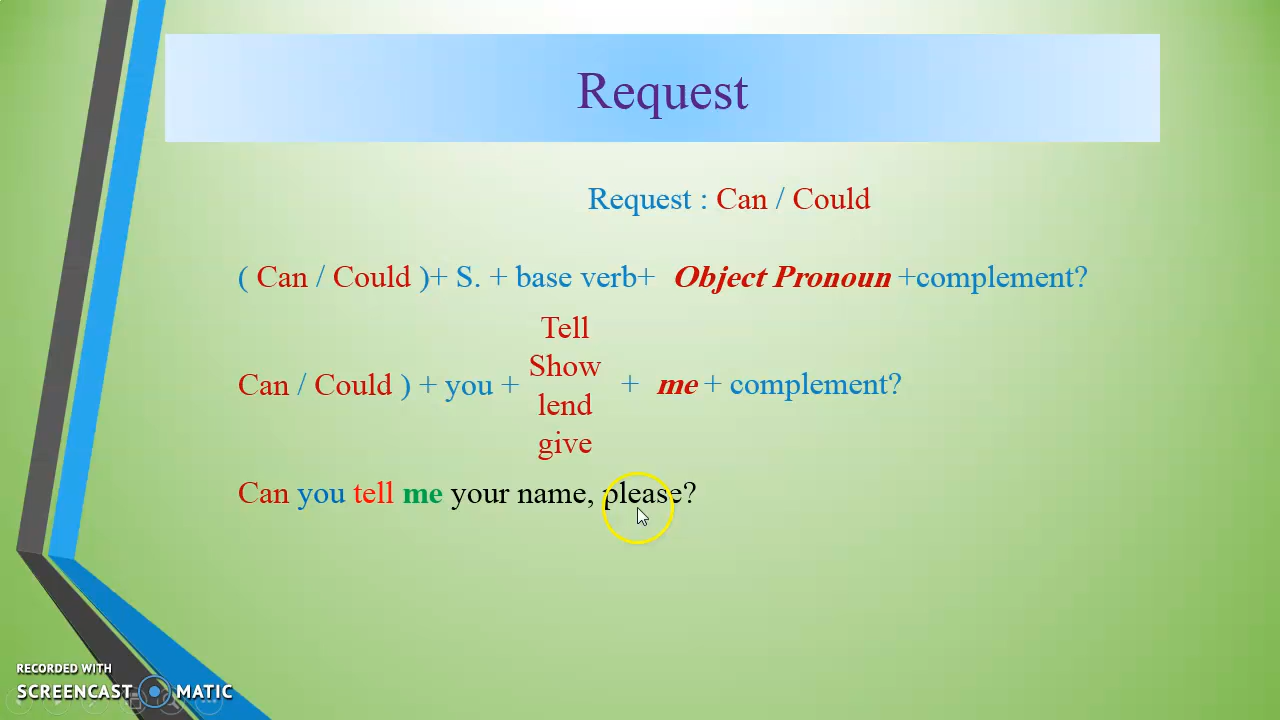 Request
Request : Can / Could
( Can / Could )+ S. + base verb+ Object Pronoun +complement?
Tell
Show
Can / Could ) + you + + me + complement?
lend
give
Can you tell me your name, please?
RECORDED WITH
SCREENCAST MATIC